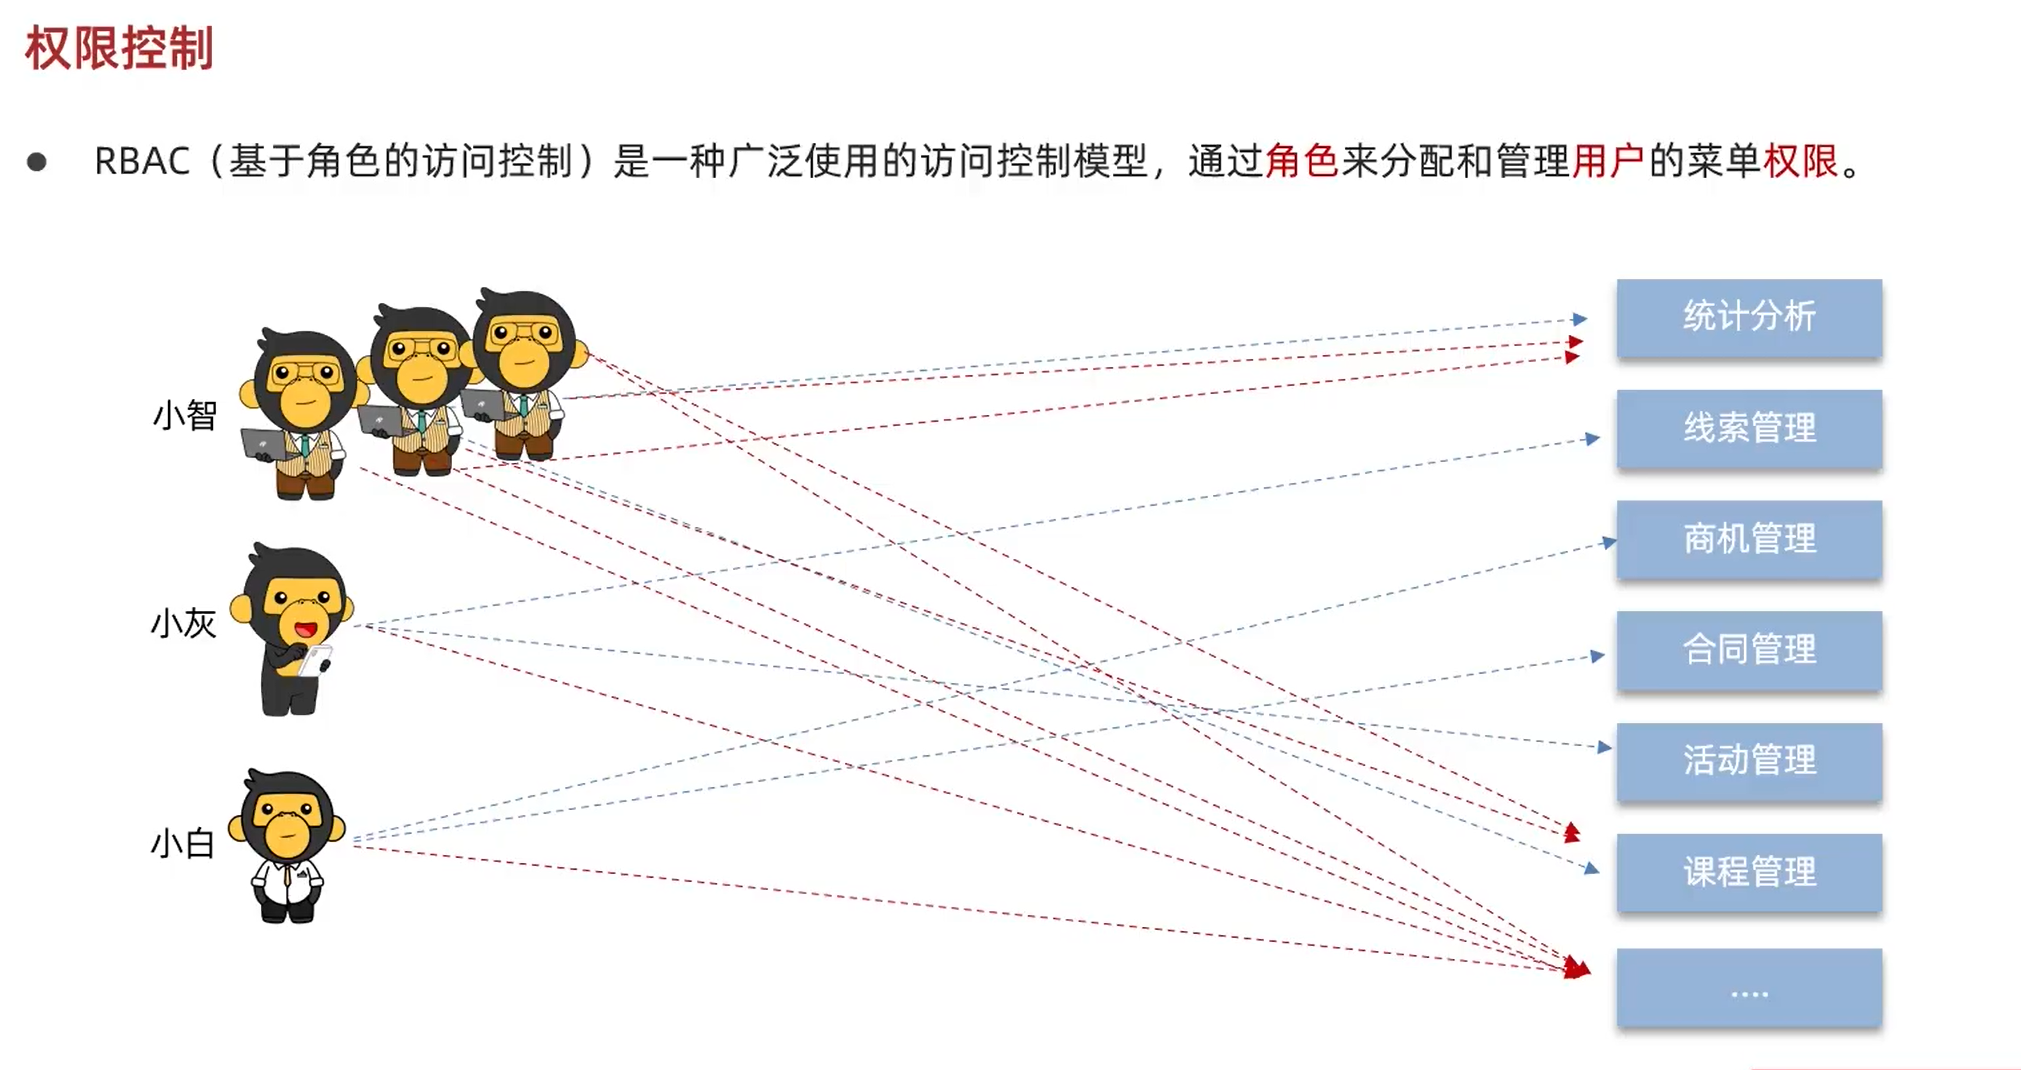 权限控制
● RBAC（基于角色的访问控制）是一种广泛使用的访问控制模型，通过角色来分配和管理用户的菜单权限。
小智
小灰
小白
统计分析
线索管理
商机管理
合同管理
活动管理
课程管理
....